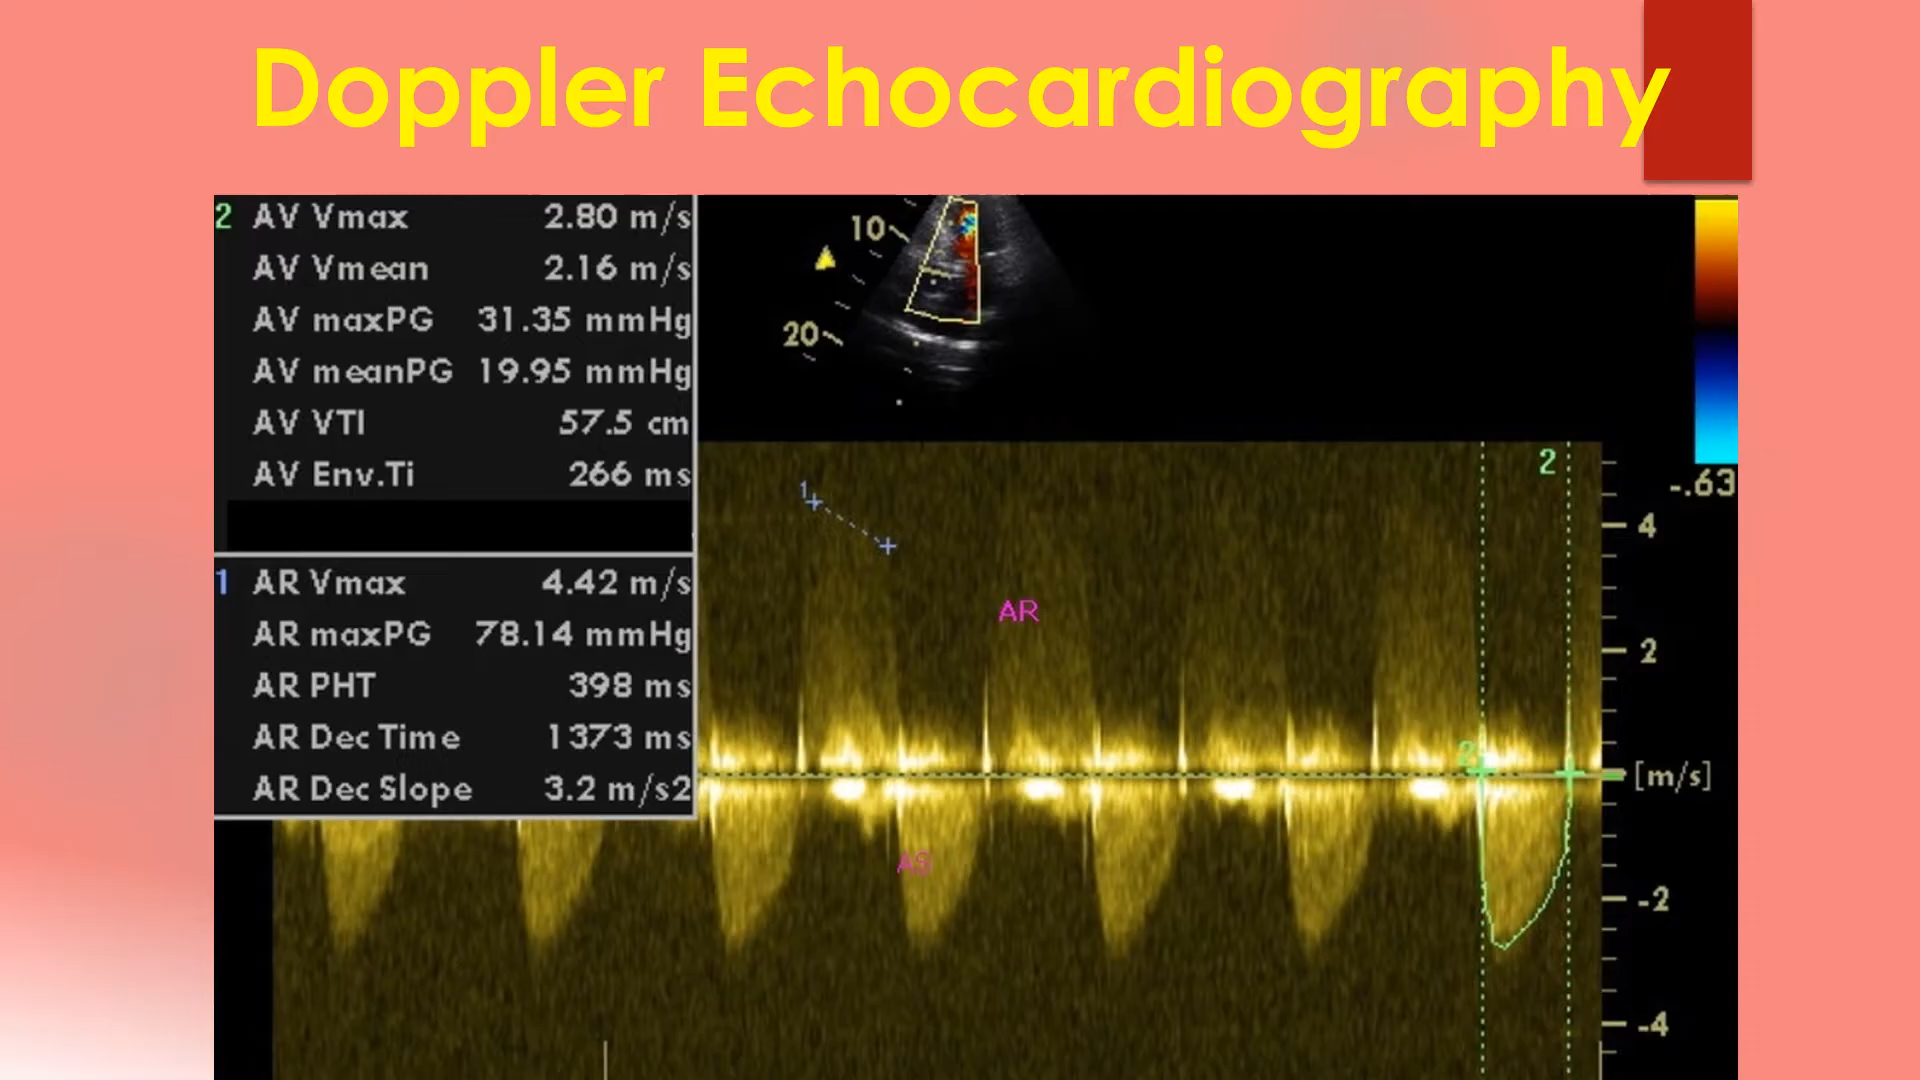 Doppler Echocardiography
2 AV Vmax 2.80 m/s
AV Vmean 2.16 m/s
AV maxPG 31.35 mmHg
AV meanPG 19.95 mmHg
AV VTI 57.5 cm
AV Env.Ti 266 ms
1 AR Vmax 4.42 m/s
AR maxPG 78.14 mmHg
AR PHT 398 ms
AR Dec Time 1373 ms
AR Dec Slope 3.2 m/s2
10
20
-.63
2
1
4
AR
2
2
[m/s]
AS
-2
-4